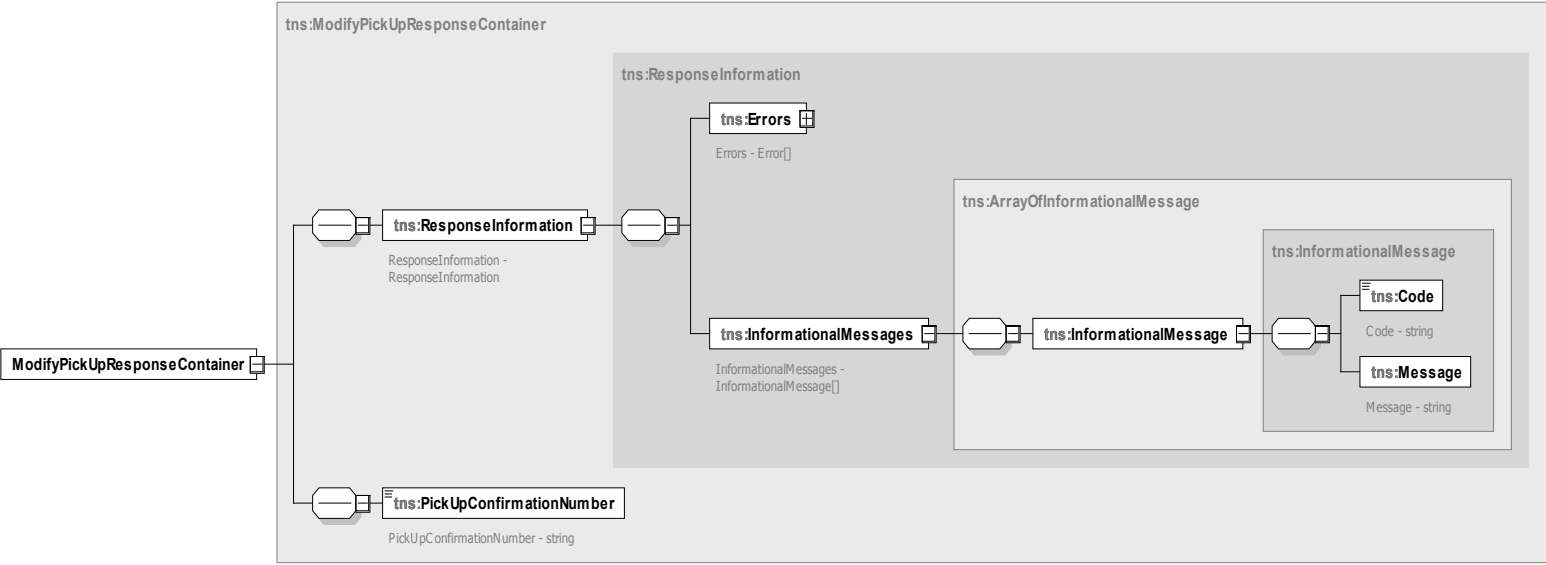 tns:ModifyPickUpResponseContainer
tns:ResponseInformation
tns:Errors
Errors - Error[]
tns:ArrayOfInformationalMessage
tns:ResponseInformation
ResponseInformation -
ResponseInformation
tns:InformationalMessage
tns:Code
Code - string
tns:InformationalMessages
InformationalMessages -
InformationalMessage[]
tns:InformationalMessage
tns:Message
Message - string
ModifyPickUpResponseContainer
tns:PickUpConfirmationNumber
PickUpConfirmationNumber - string